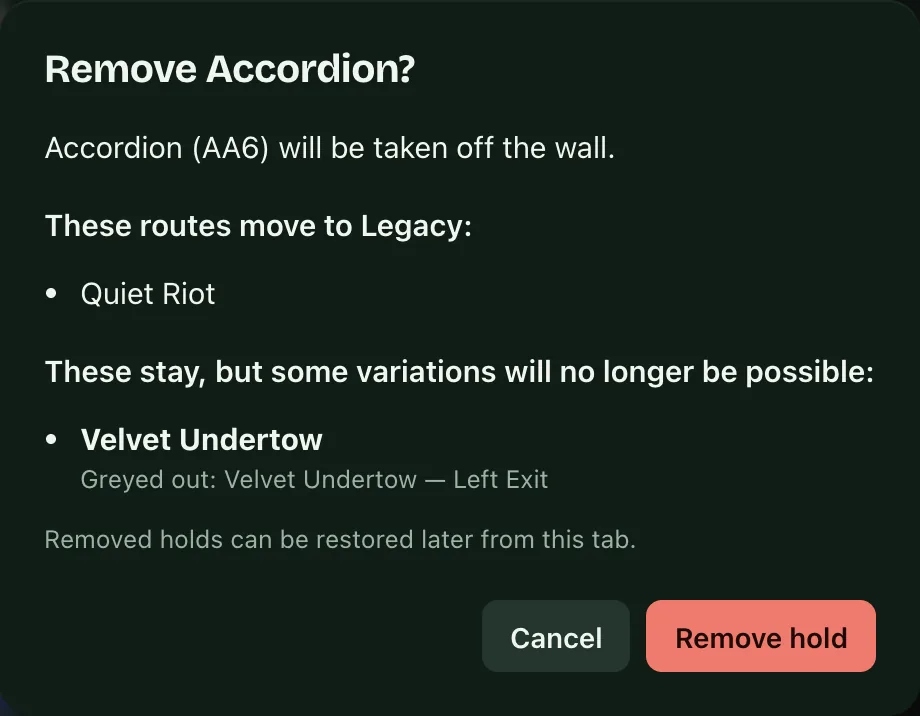 Remove Accordion?
Accordion (AA6) will be taken off the wall.
These routes move to Legacy:
• Quiet Riot
These stay, but some variations will no longer be possible:
• Velvet Undertow
Greyed out: Velvet Undertow — Left Exit
Removed holds can be restored later from this tab.
Cancel
Remove hold